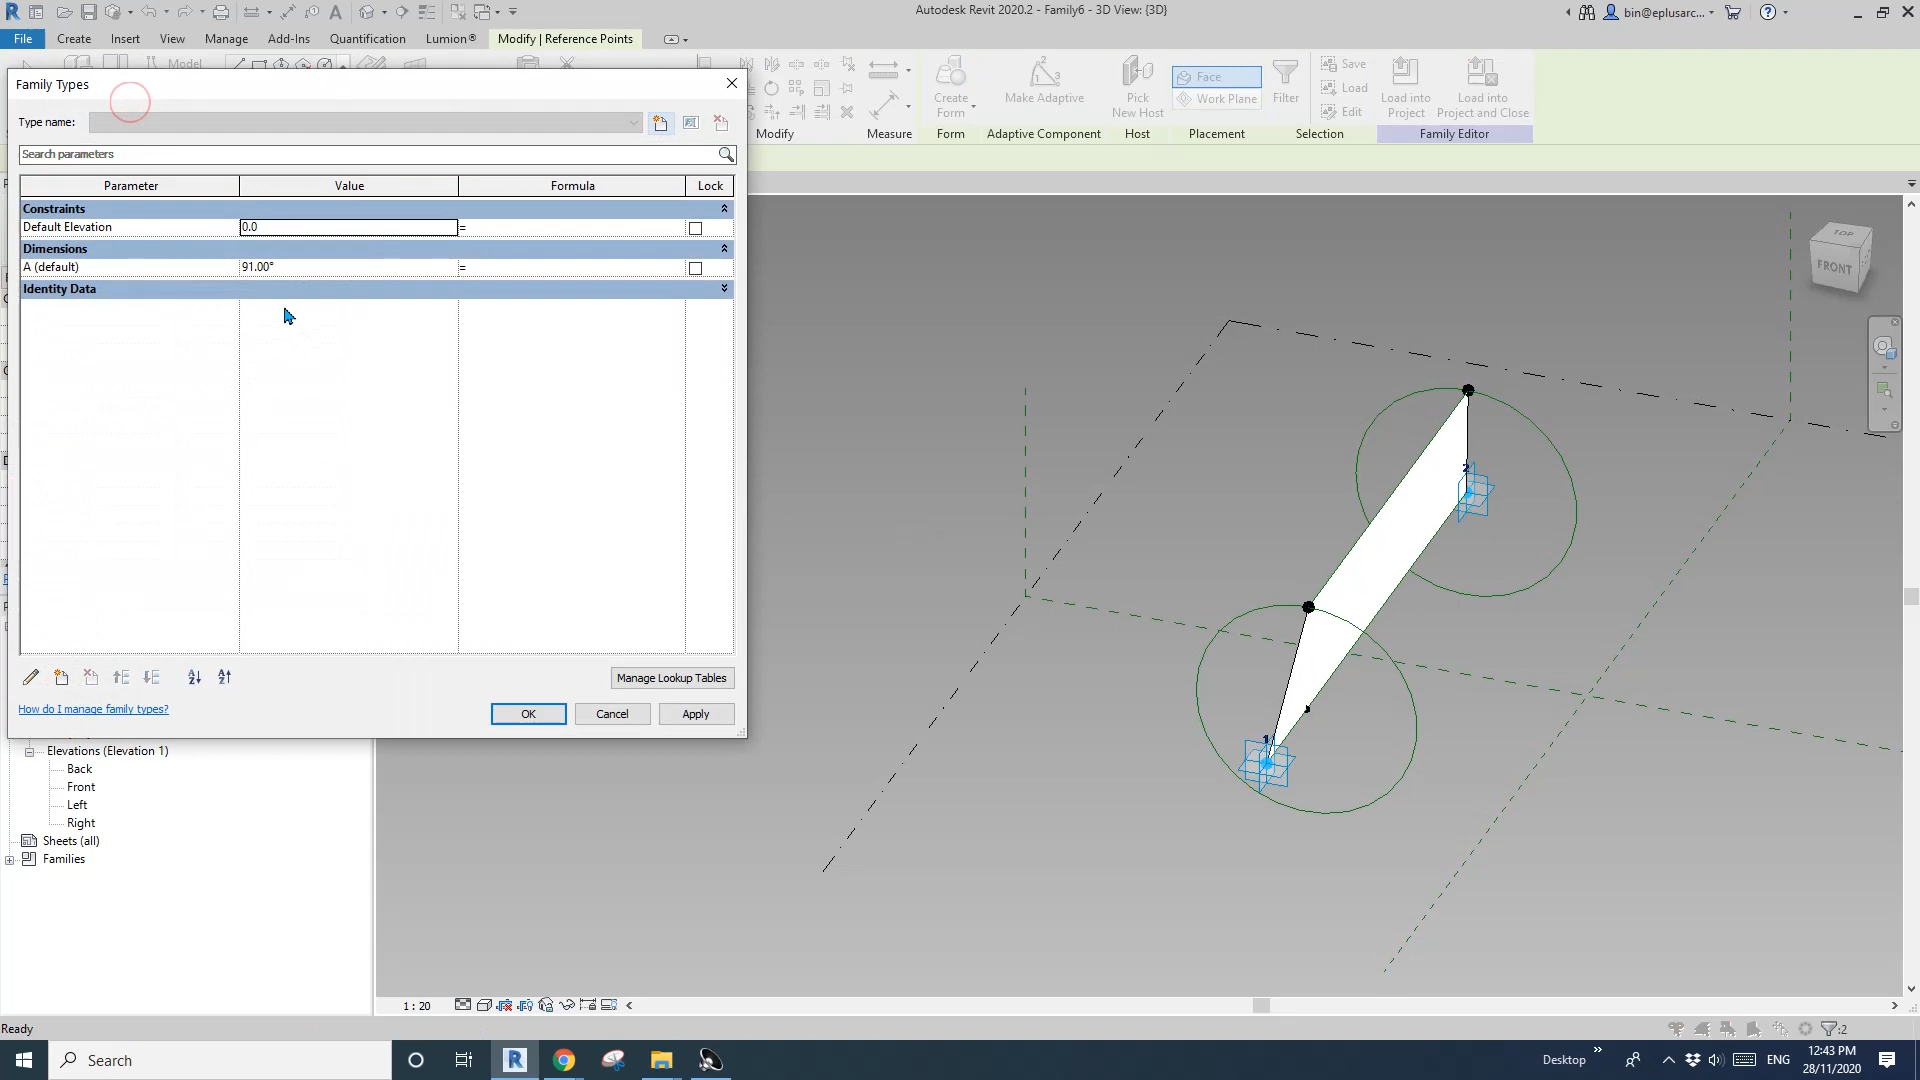 Autodesk Revit 2020.2 - Family6 - 3D View: {3D}
bin@eplusarc...
File Create Insert View Manage Add-Ins Quantification Lumion® Modify | Reference Points
Model
Create Form
Make Adaptive
Pick New Host
Face
Work Plane
Filter
Save
Load
Edit
Load into Project
Load into Project and Close
Modify Measure Form Adaptive Component Host Placement Selection Family Editor
Family Types
Type name:
Search parameters
Parameter Value Formula Lock
Constraints
Default Elevation 0.0 =
Dimensions
A (default) 91.00° =
Identity Data
Manage Lookup Tables
How do I manage family types?
OK Cancel Apply
Elevations (Elevation 1)
Back
Front
Left
Right
Sheets (all)
Families
TOP
FRONT
2
1
1 : 20
Ready
:2
Search
Desktop
ENG
12:43 PM
28/11/2020